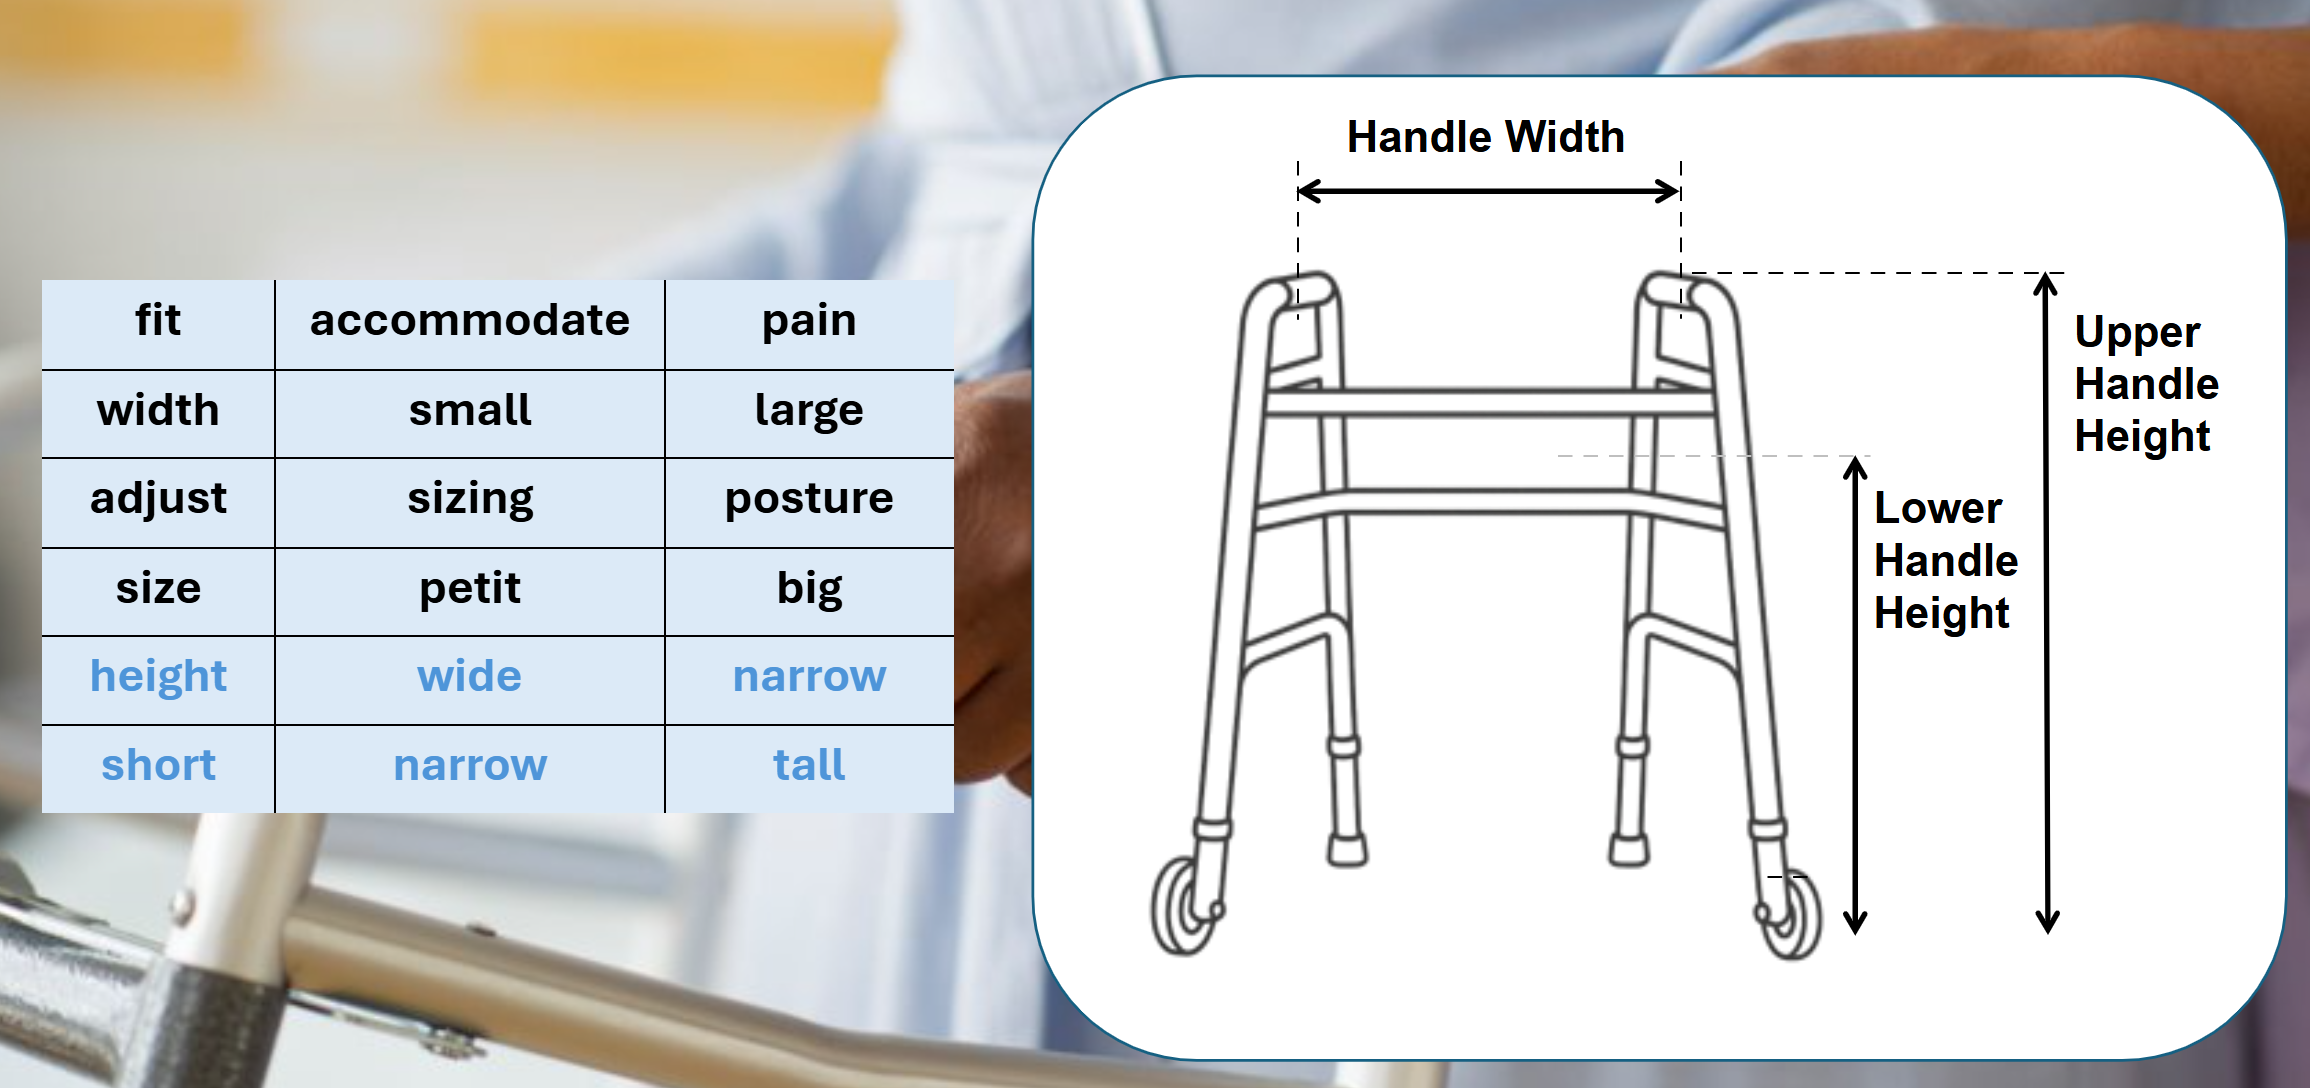 fit accommodate pain
width small large
adjust sizing posture
size petit big
height wide narrow
short narrow tall
Handle Width
Upper
Handle
Height
Lower
Handle
Height